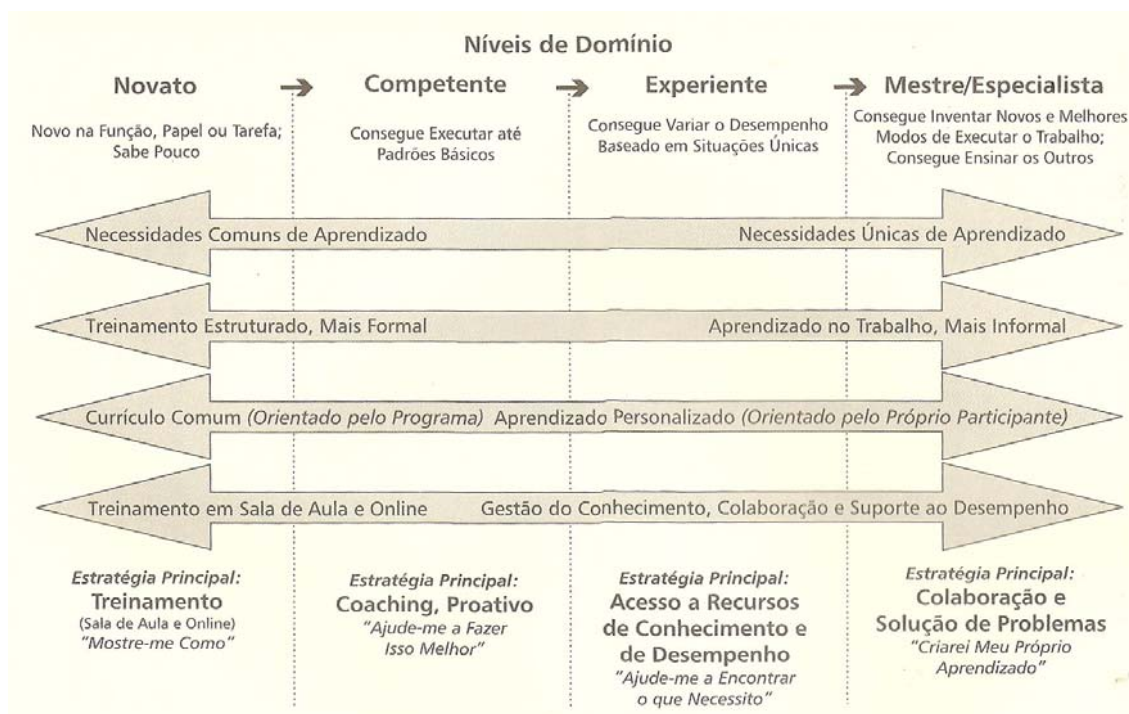 Níveis de Domínio
Novato → Competente → Experiente → Mestre/Especialista
Novo na Função, Papel ou Tarefa;
Sabe Pouco
Consegue Executar até
Padrões Básicos
Consegue Variar o Desempenho
Baseado em Situações Únicas
Consegue Inventar Novos e Melhores
Modos de Executar o Trabalho;
Consegue Ensinar os Outros
Necessidades Comuns de Aprendizado
Necessidades Únicas de Aprendizado
Treinamento Estruturado, Mais Formal
Aprendizado no Trabalho, Mais Informal
Currículo Comum (Orientado pelo Programa)
Aprendizado Personalizado (Orientado pelo Próprio Participante)
Treinamento em Sala de Aula e Online
Gestão do Conhecimento, Colaboração e Suporte ao Desempenho
Estratégia Principal:
Treinamento
(Sala de Aula e Online)
"Mostre-me Como"
Estratégia Principal:
Coaching, Proativo
"Ajude-me a Fazer
Isso Melhor"
Estratégia Principal:
Acesso a Recursos
de Conhecimento e
de Desempenho
"Ajude-me a Encontrar
o que Necessito"
Estratégia Principal:
Colaboração e
Solução de Problemas
"Criarei Meu Próprio
Aprendizado"